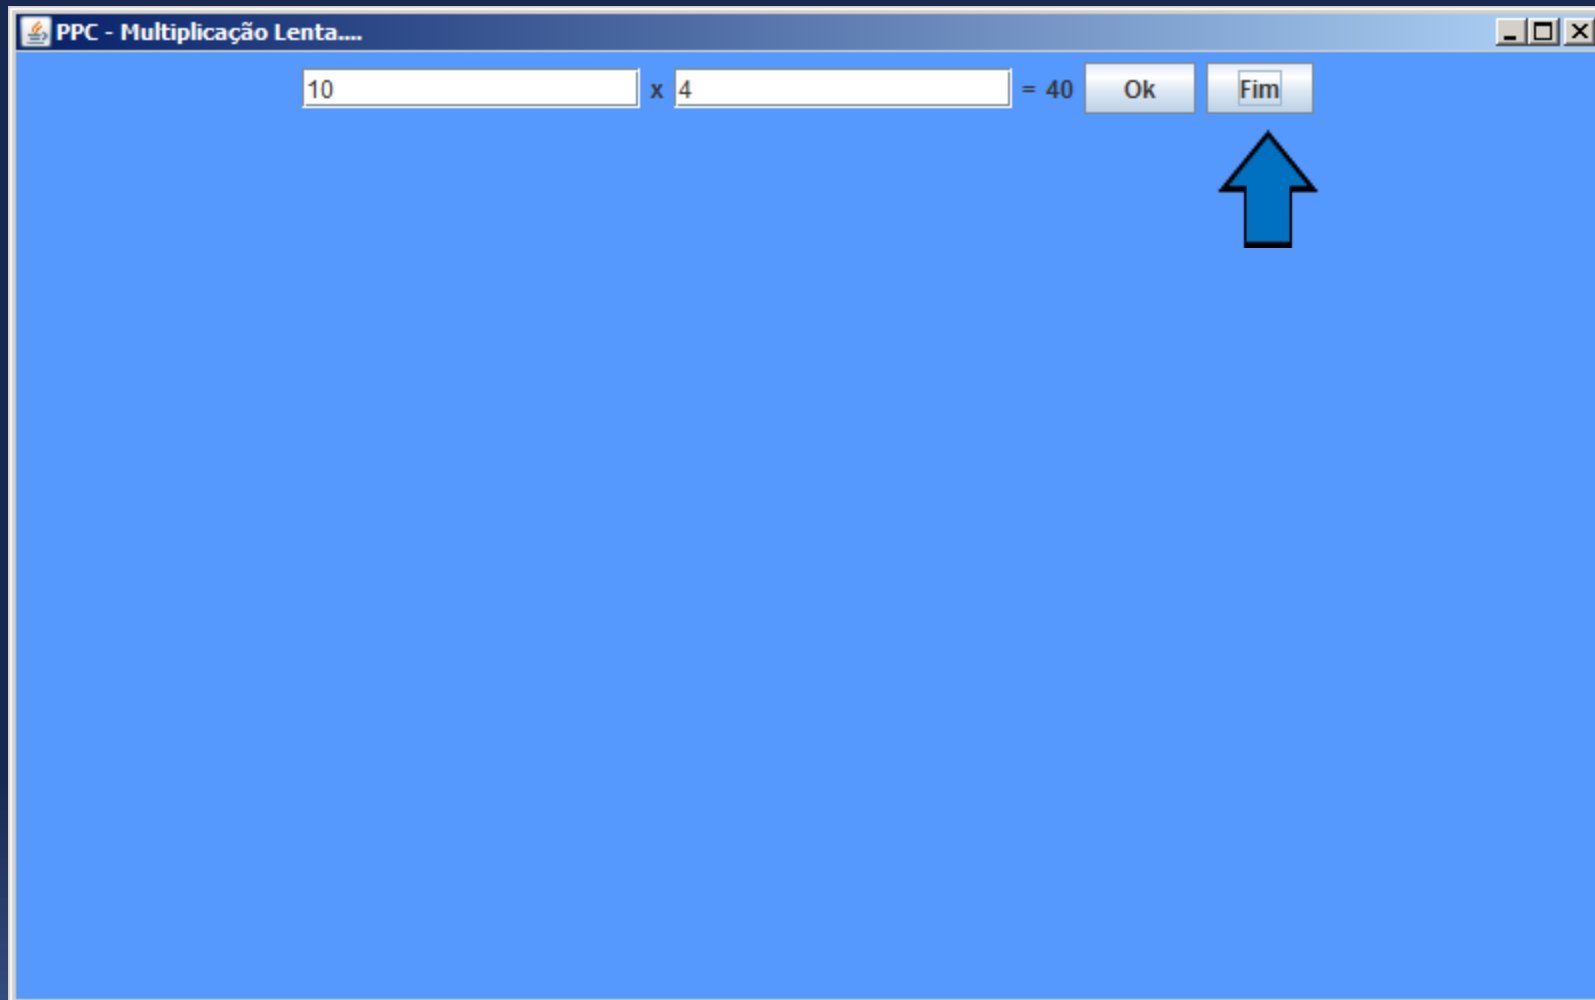 PPC - Multiplicação Lenta....
10 x 4 = 40 Ok Fim